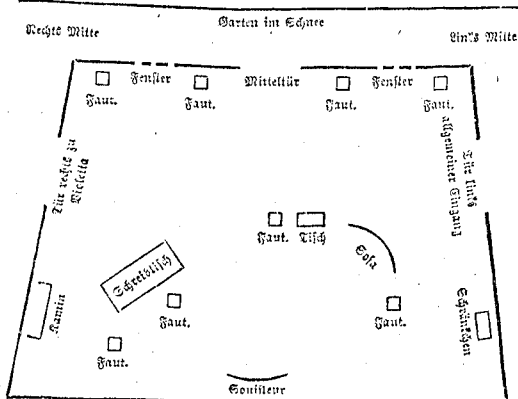 Garten im Schnee
Rechts Mitte
Links Mitte
Fenster
Mitteltür
Fenster
Faut.
Faut.
Faut.
Faut.
Tür rechts zu
Violetta
Tür links
allgemeiner Eingang
Faut.
Tisch
Sofa
Schreibtisch
Kamin
Faut.
Faut.
Schränkchen
Faut.
Souffleur